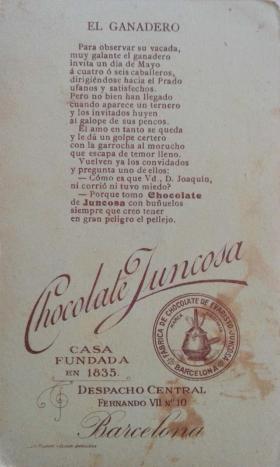 EL GANADERO
Para observar su vacada,
muy galante el ganadero
invita un día de Mayo
á cuatro ó seis caballeros,
dirigiéndose hacia el Prado
ufanos y satisfechos.
Pero no bien han llegado
cuando aparece un ternero
y los invitados huyen
al galope de sus pencos.
El amo en tanto se queda
y le dá un golpe certero
con la garrocha al morucho
que escapa de temor lleno.
Vuelven ya los convidados
y pregunta uno de ellos:
— Cómo es que Vd., D. Joaquín,
ni corrió ni tuvo miedo?
— Porque tomo Chocolate
de Juncosa con buñuelos
siempre que creo tener
en gran peligro el pellejo.
Chocolate Juncosa
CASA
FUNDADA
EN 1835.
FABRICA DE CHOCOLATE DE EVARISTO JUNCOSA
BARCELONA
DESPACHO CENTRAL
FERNANDO VII Nº 10
Barcelona